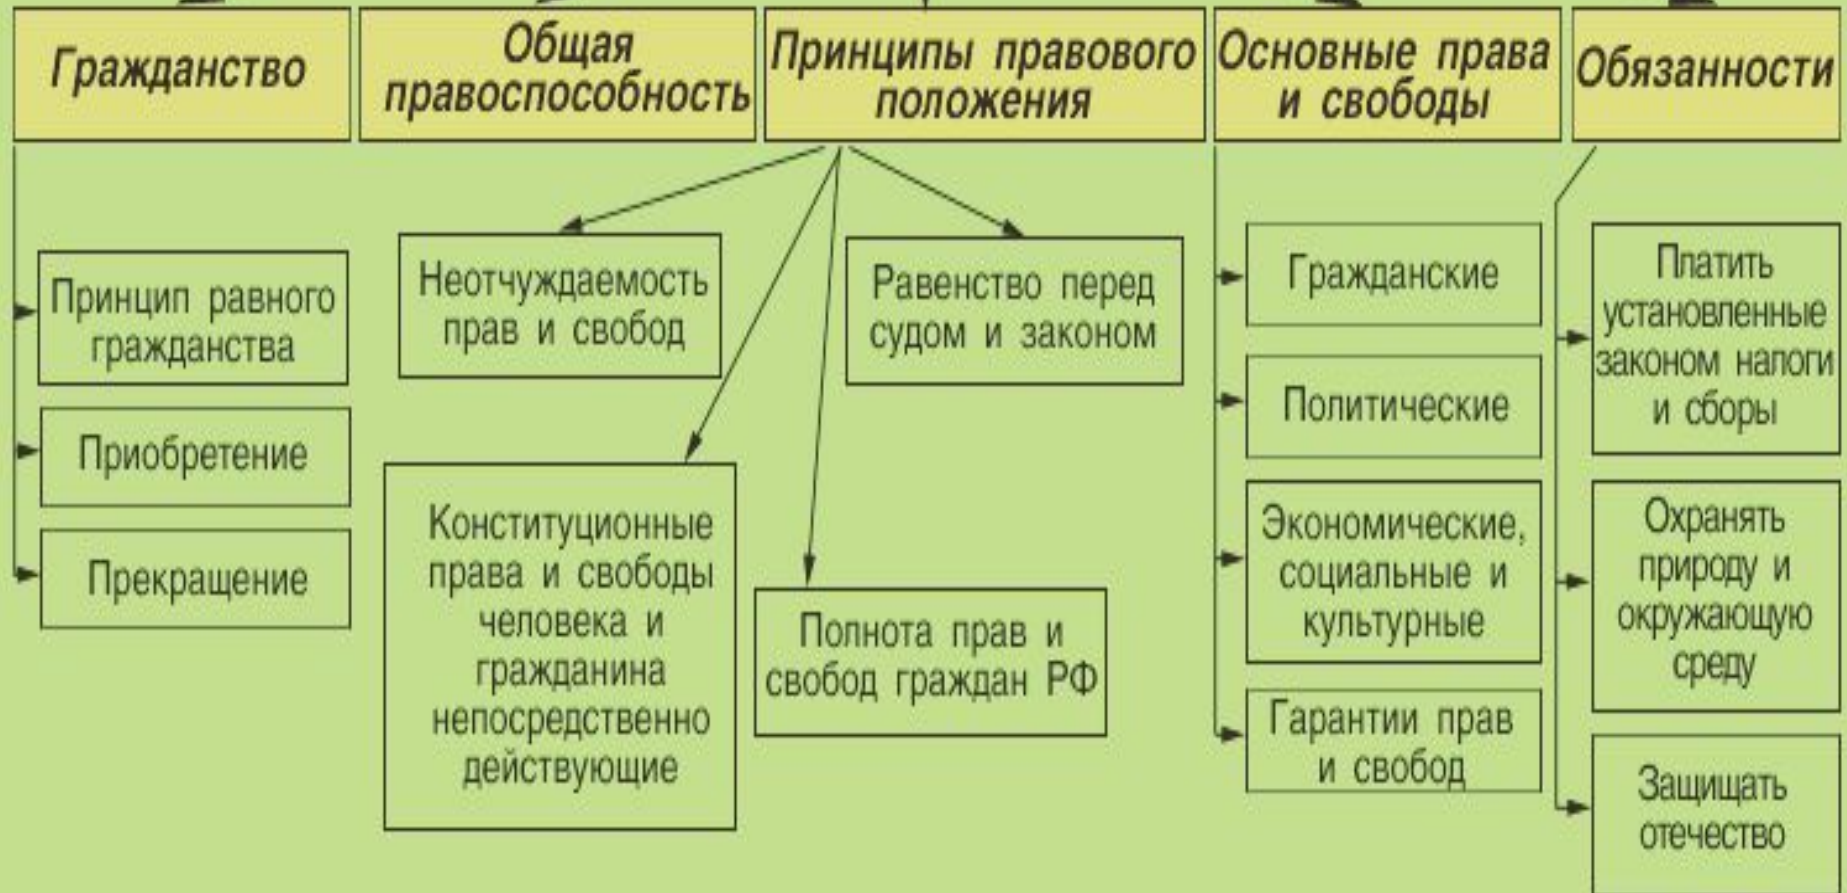 Гражданство
Общая
правоспособность
Принципы правового
положения
Основные права
и свободы
Обязанности
Принцип равного
гражданства
Приобретение
Прекращение
Неотчуждаемость
прав и свобод
Конституционные
права и свободы
человека и
гражданина
непосредственно
действующие
Равенство перед
судом и законом
Полнота прав и
свобод граждан РФ
Гражданские
Политические
Экономические,
социальные и
культурные
Гарантии прав
и свобод
Платить
установленные
законом налоги
и сборы
Охранять
природу и
окружающую
среду
Защищать
отечество